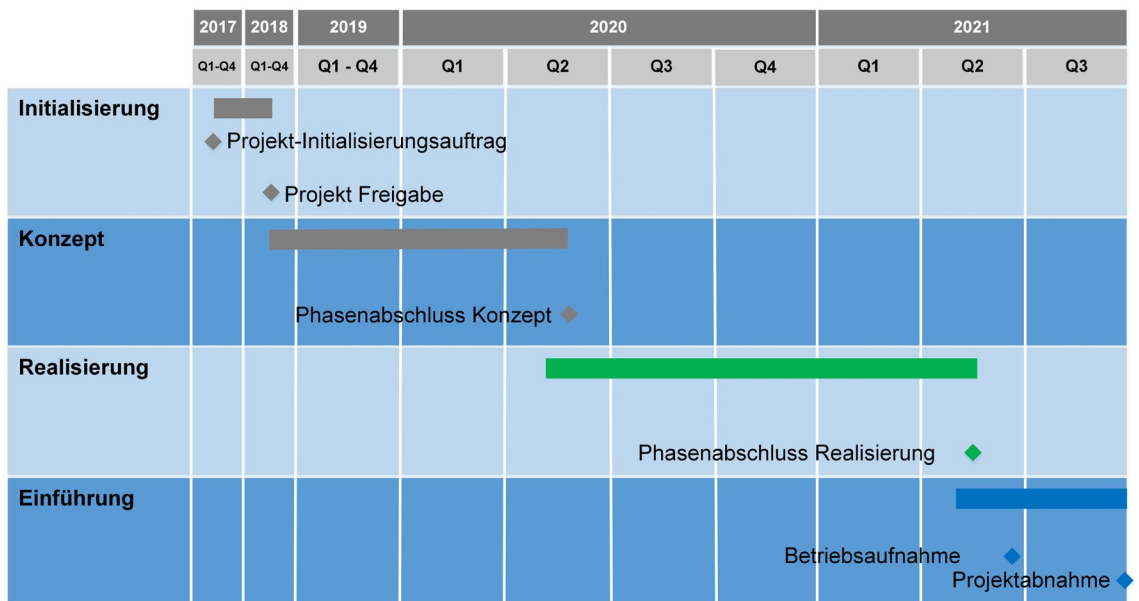 2017 2018 2019 2020 2021
Q1-Q4 Q1-Q4 Q1 - Q4 Q1 Q2 Q3 Q4 Q1 Q2 Q3
Initialisierung
Projekt-Initialisierungsauftrag
Projekt Freigabe
Konzept
Phasenabschluss Konzept
Realisierung
Phasenabschluss Realisierung
Einführung
Betriebsaufnahme
Projektabnahme